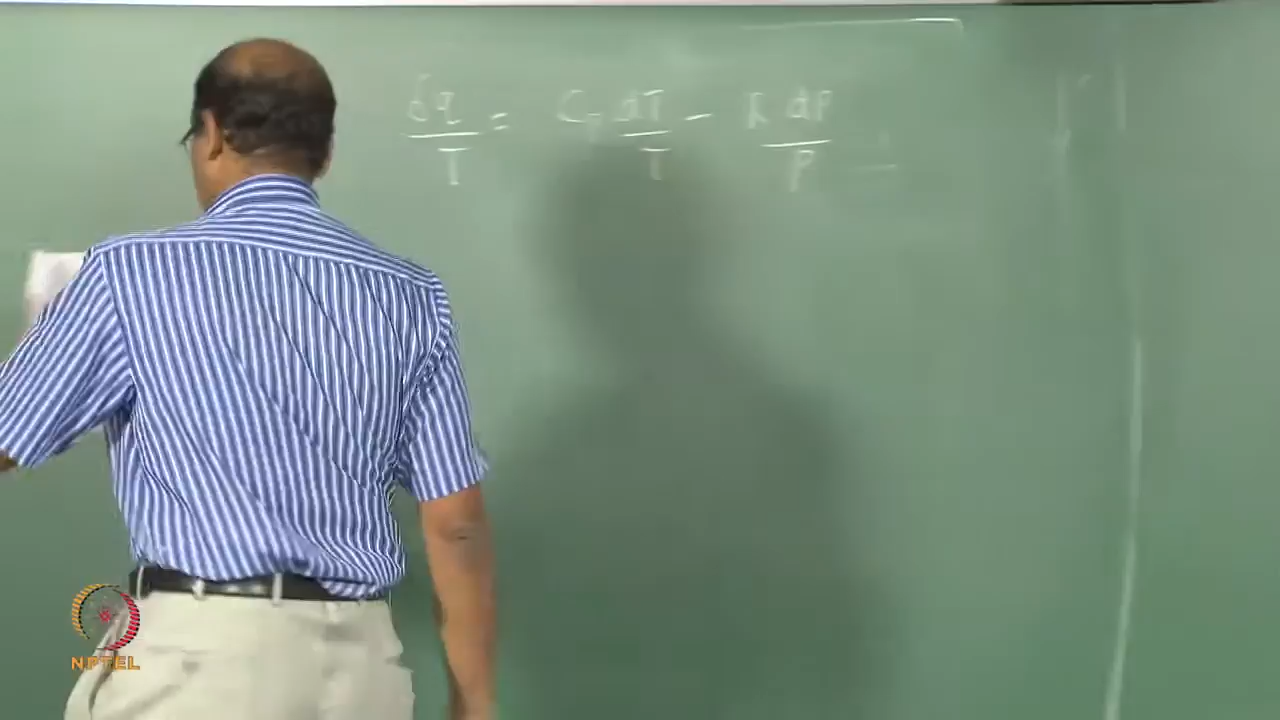 δq/T = Cp dT/T - R dP/P
NPTEL